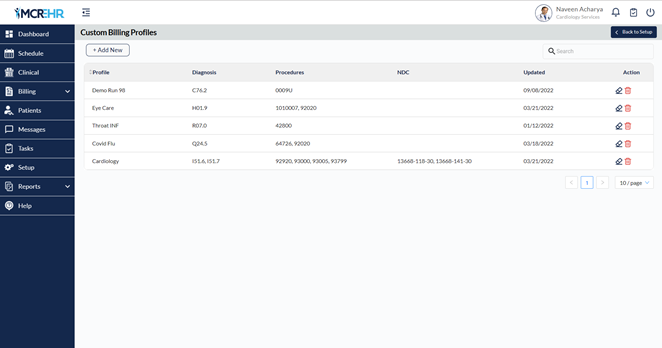 MCREHR
Naveen Acharya
Cardiology Services
Dashboard
Schedule
Clinical
Billing
Patients
Messages
Tasks
Setup
Reports
Help
Custom Billing Profiles
Back to Setup
+ Add New
Search
Profile Diagnosis Procedures NDC Updated Action
Demo Run 98 C76.2 0009U 09/08/2022
Eye Care H01.9 1010007, 92020 03/21/2022
Throat INF R07.0 42800 01/12/2022
Covid Flu Q24.5 64726, 92020 03/18/2022
Cardiology I51.6, I51.7 92920, 93000, 93005, 93799 13668-118-30, 13668-141-30 03/21/2022
1 10 / page